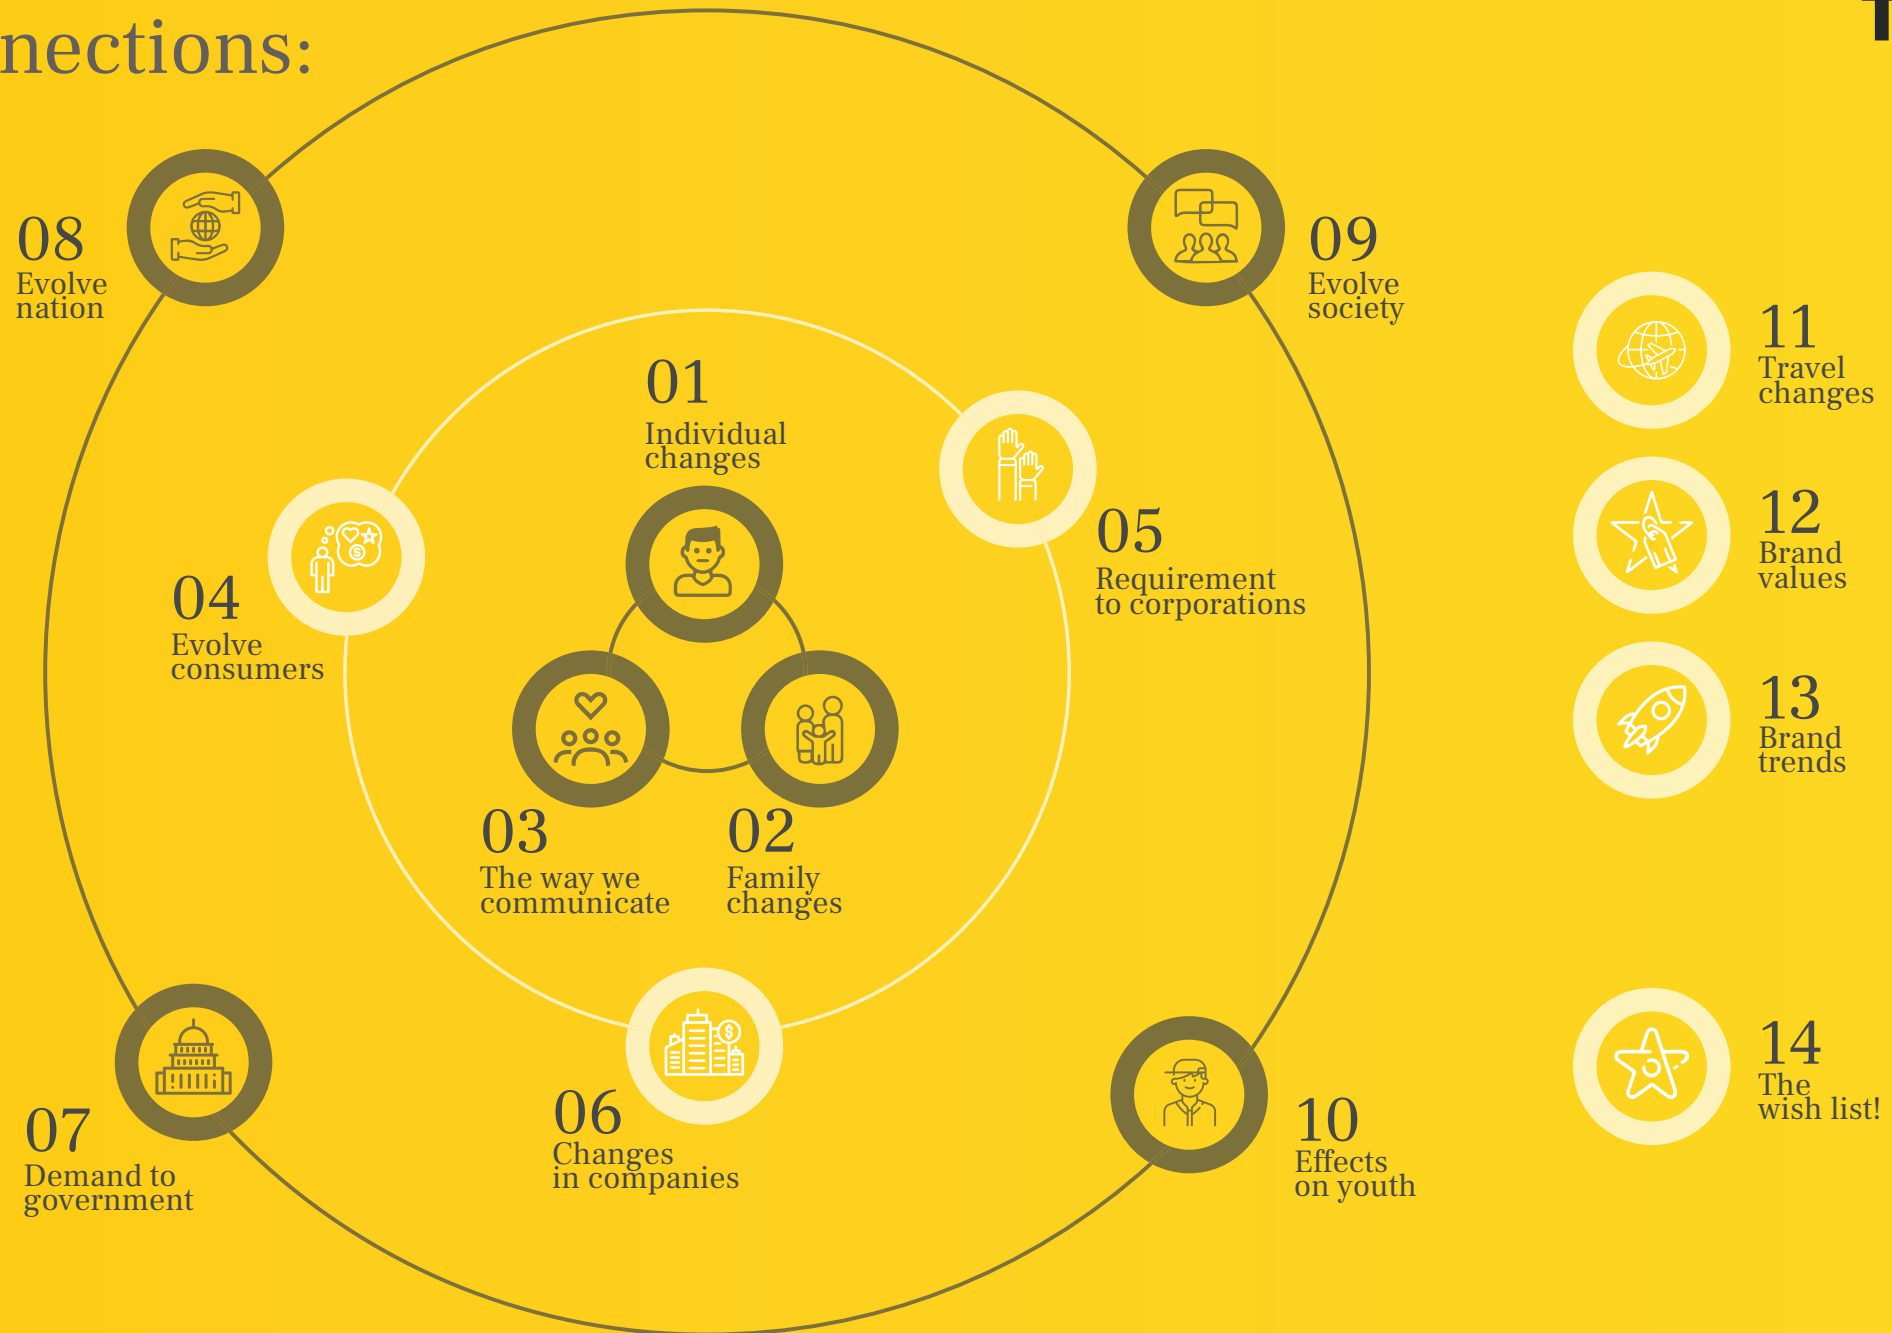 nections:
08
Evolve
nation
09
Evolve
society
01
Individual
changes
05
Requirement
to corporations
04
Evolve
consumers
03
The way we
communicate
02
Family
changes
06
Changes
in companies
07
Demand to
government
10
Effects
on youth
11
Travel
changes
12
Brand
values
13
Brand
trends
14
The
wish list!